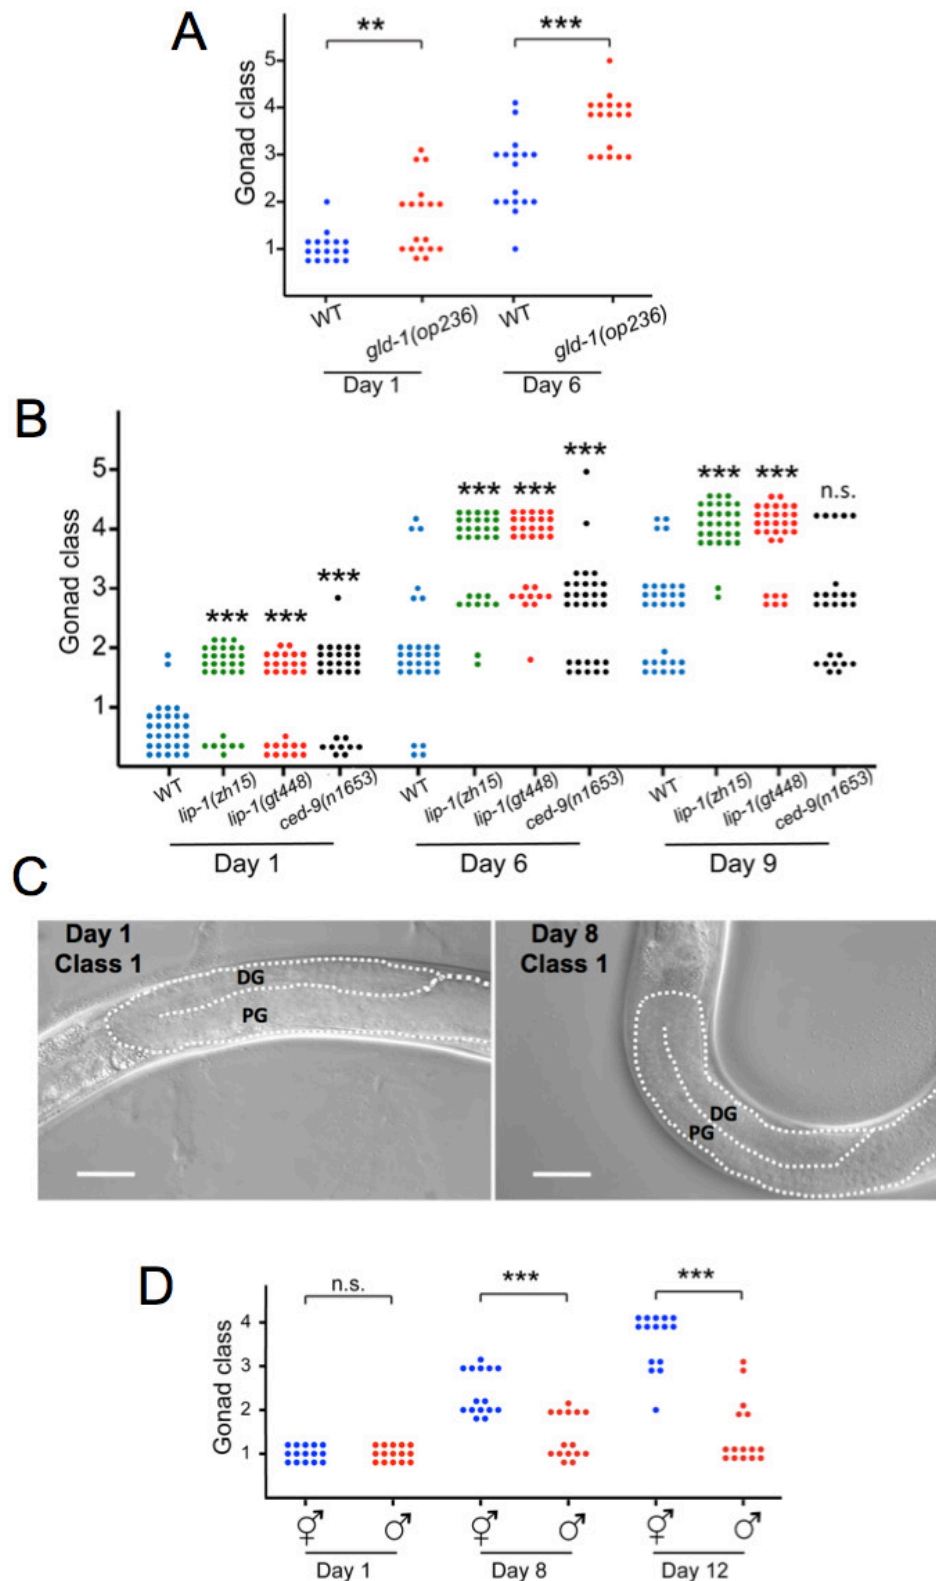 A
** ***
Gonad class
5
4
3
2
1
WT gld-1(op236) WT gld-1(op236)
Day 1 Day 6
B
Gonad class
5
4
3
2
1
*** *** *** *** *** *** *** *** n.s.
WT lip-1(zh15) lip-1(gt448) ced-9(n1653) WT lip-1(zh15) lip-1(gt448) ced-9(n1653) WT lip-1(zh15) lip-1(gt448) ced-9(n1653)
Day 1 Day 6 Day 9
C
Day 1
Class 1
DG
PG
Day 8
Class 1
DG
PG
D
n.s. *** ***
Gonad class
4
3
2
1
⚥ ♂ ⚥ ♂ ⚥ ♂
Day 1 Day 8 Day 12